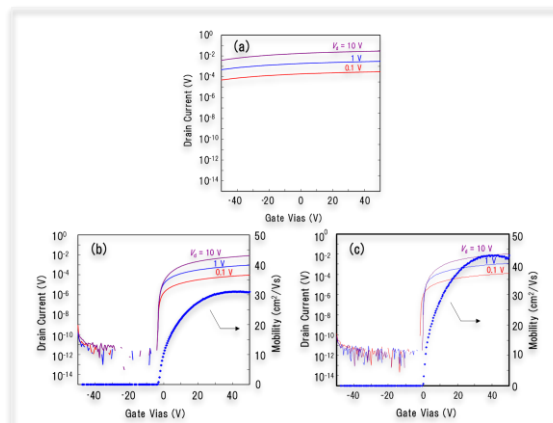 (a)
V_d = 10 V
1 V
0.1 V
10^0
10^-2
10^-4
10^-6
10^-8
10^-10
10^-12
10^-14
Drain Current (V)
-40 -20 0 20 40
Gate Vias (V)
(b)
V_d = 10 V
1 V
0.1 V
10^0
10^-2
10^-4
10^-6
10^-8
10^-10
10^-12
10^-14
Drain Current (V)
50
40
30
20
10
0
Mobility (cm²/Vs)
-40 -20 0 20 40
Gate Vias (V)
(c)
V_d = 10 V
1 V
0.1 V
10^0
10^-2
10^-4
10^-6
10^-8
10^-10
10^-12
10^-14
Drain Current (V)
50
40
30
20
10
0
Mobility (cm²/Vs)
-40 -20 0 20 40
Gate Vias (V)